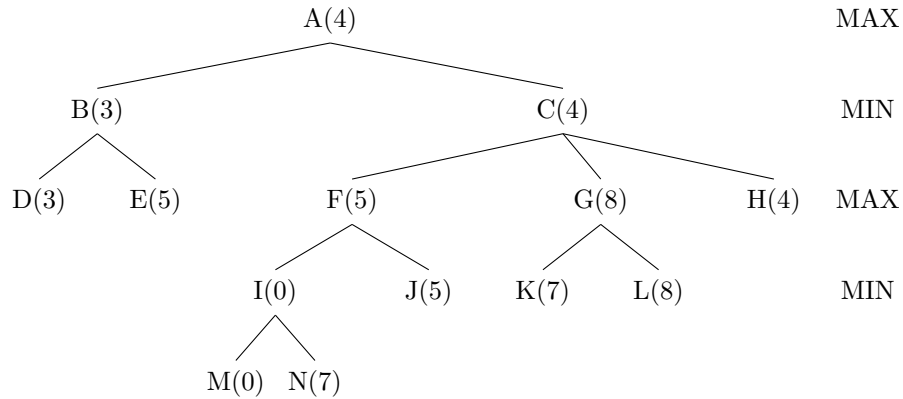 A(4) MAX
B(3) C(4) MIN
D(3) E(5) F(5) G(8) H(4) MAX
I(0) J(5) K(7) L(8) MIN
M(0) N(7)